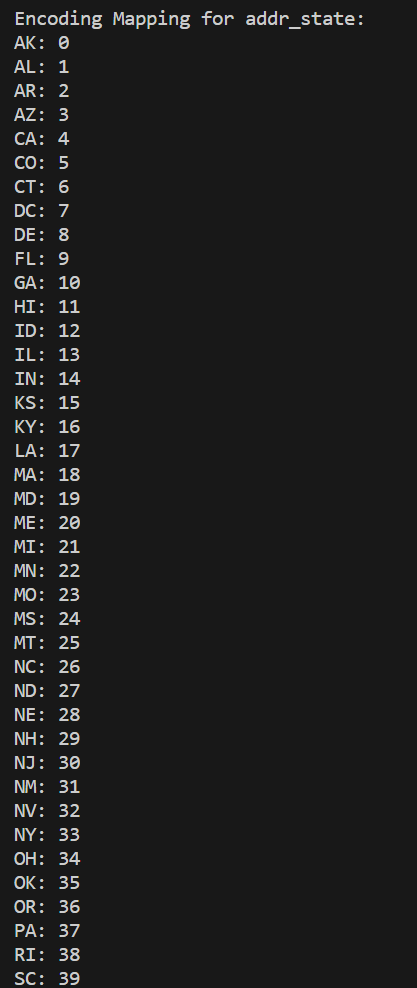 Encoding Mapping for addr_state:
AK: 0
AL: 1
AR: 2
AZ: 3
CA: 4
CO: 5
CT: 6
DC: 7
DE: 8
FL: 9
GA: 10
HI: 11
ID: 12
IL: 13
IN: 14
KS: 15
KY: 16
LA: 17
MA: 18
MD: 19
ME: 20
MI: 21
MN: 22
MO: 23
MS: 24
MT: 25
NC: 26
ND: 27
NE: 28
NH: 29
NJ: 30
NM: 31
NV: 32
NY: 33
OH: 34
OK: 35
OR: 36
PA: 37
RI: 38
SC: 39